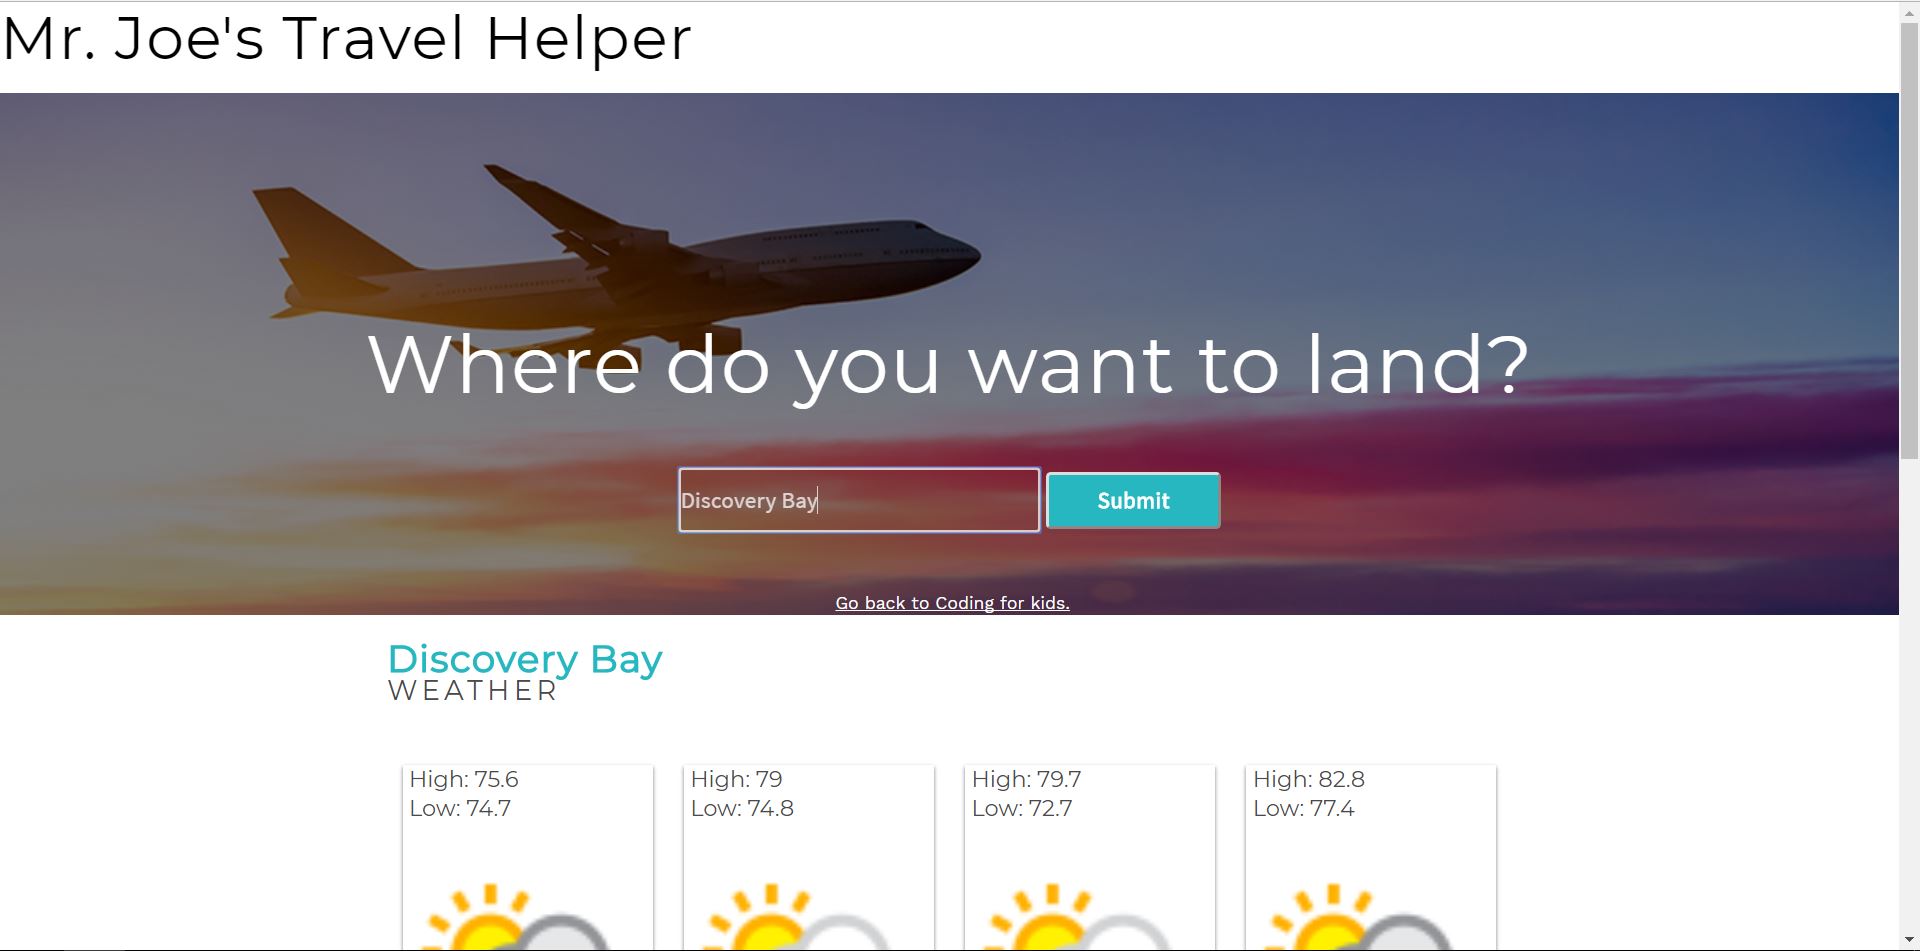 Mr. Joe's Travel Helper
Where do you want to land?
Discovery Bay
Submit
Go back to Coding for kids.
Discovery Bay
WEATHER
High: 75.6
Low: 74.7
High: 79
Low: 74.8
High: 79.7
Low: 72.7
High: 82.8
Low: 77.4